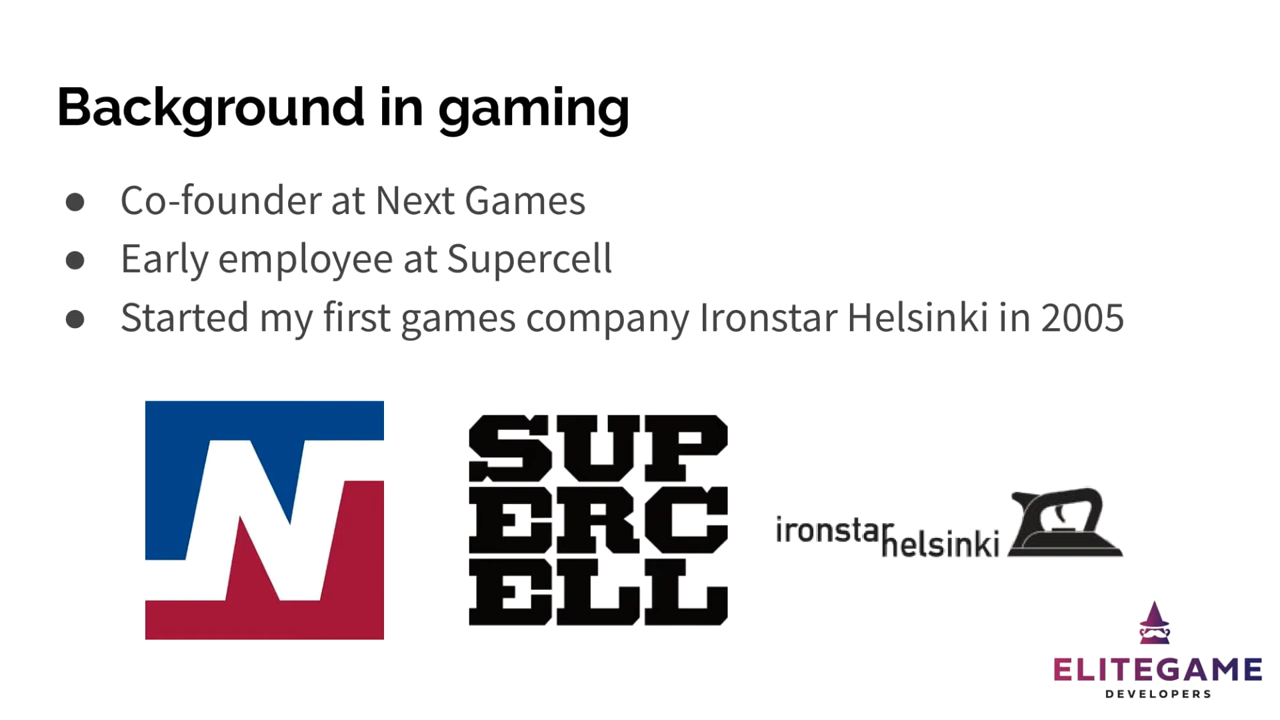 Background in gaming
● Co-founder at Next Games
● Early employee at Supercell
● Started my first games company Ironstar Helsinki in 2005
N
SUP
ERC
ELL
ironstar
helsinki
ELITEGAME
DEVELOPERS